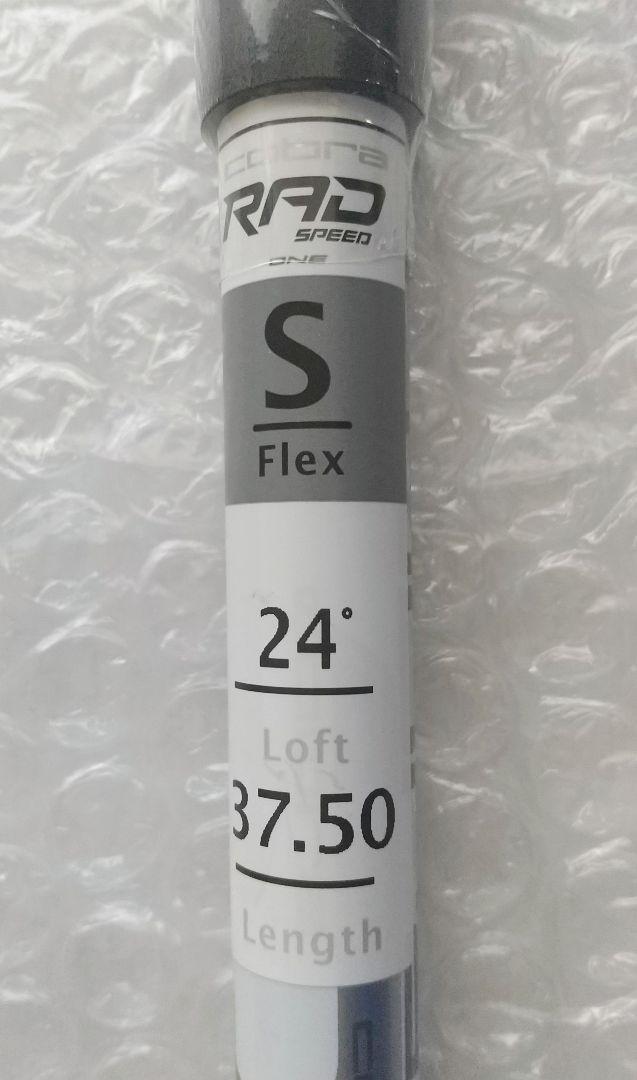 cobra
RAD
SPEED
ONE
S
Flex
24°
Loft
37.50
Length